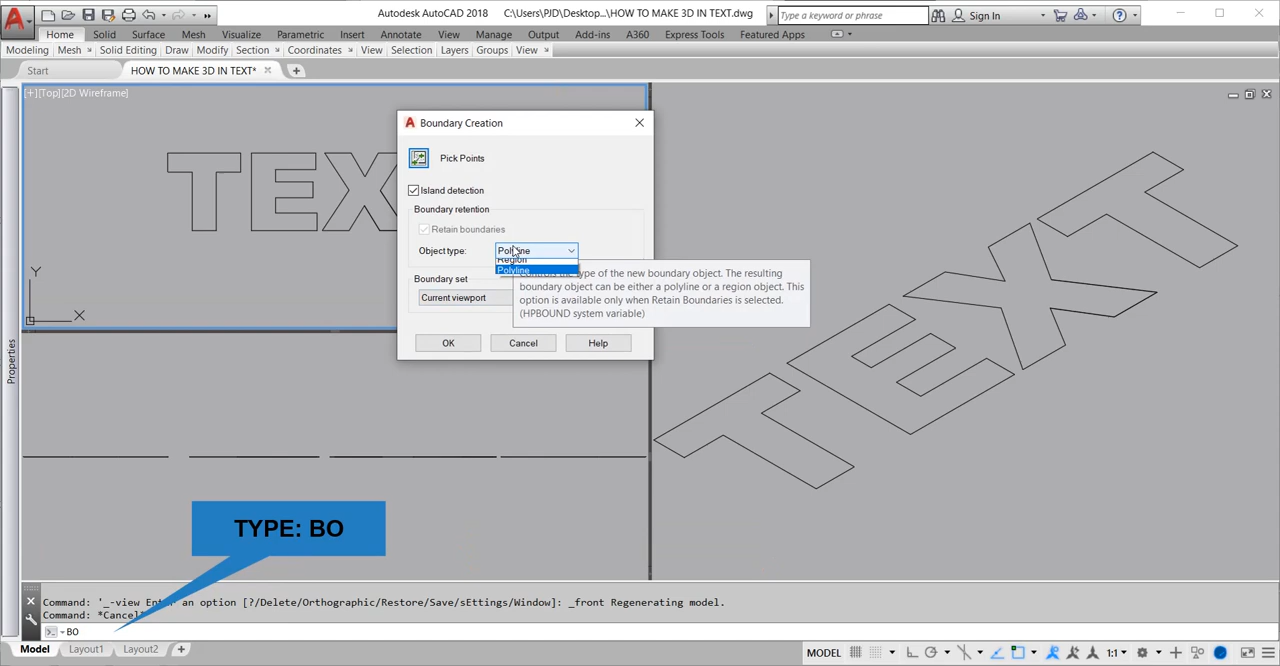 Autodesk AutoCAD 2018 C:\Users\PJD\Desktop...\HOW TO MAKE 3D IN TEXT.dwg Type a keyword or phrase Sign In
Home Solid Surface Mesh Visualize Parametric Insert Annotate View Manage Output Add-ins A360 Express Tools Featured Apps
Modeling Mesh Solid Editing Draw Modify Section Coordinates View Selection Layers Groups View
Start HOW TO MAKE 3D IN TEXT*
[+][Top][2D Wireframe]
Boundary Creation
Pick Points
Island detection
Boundary retention
Retain boundaries
Object type: Polyline
Region
Polyline
Controls the type of the new boundary object. The resulting
boundary object can be either a polyline or a region object. This
option is available only when Retain Boundaries is selected.
(HPBOUND system variable)
Boundary set
Current viewport
OK Cancel Help
TEX
TEXT
Y
X
Properties
TYPE: BO
Command: '_-view Enter an option [?/Delete/Orthographic/Restore/Save/sEttings/Window]: _front Regenerating model.
Command: *Cancel*
BO
Model Layout1 Layout2
MODEL 1:1